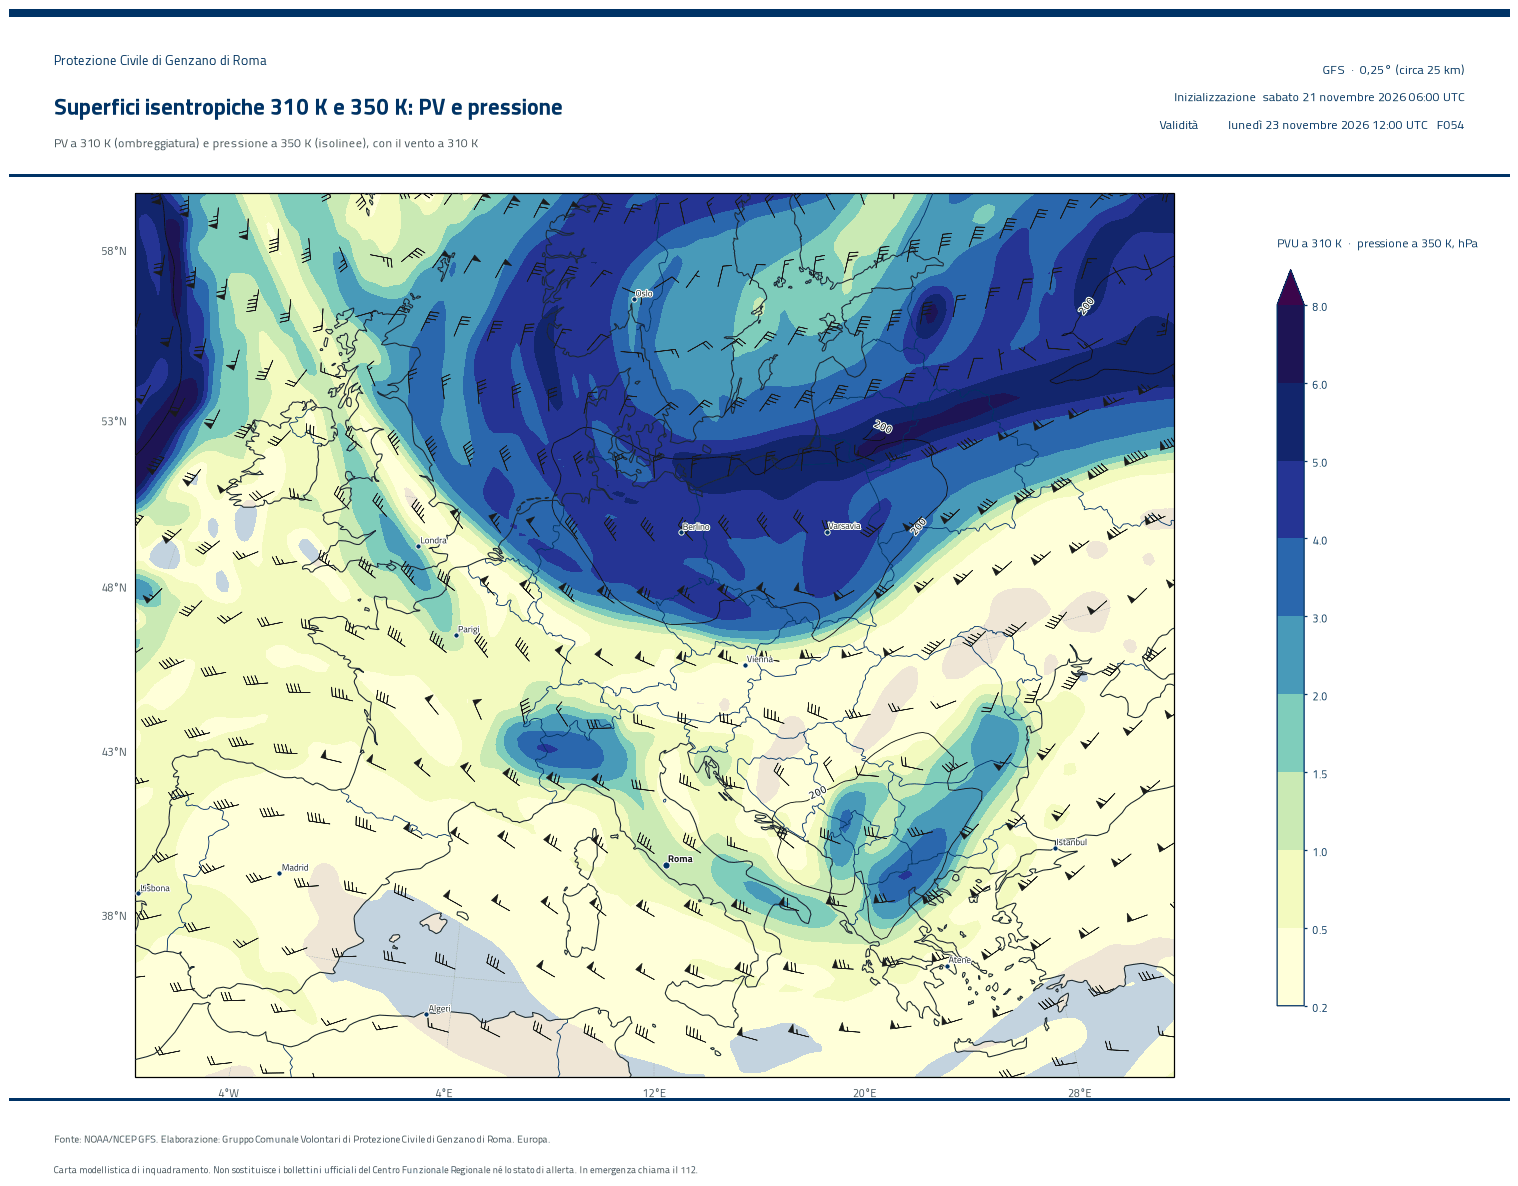 Protezione Civile di Genzano di Roma
Superfici isentropiche 310 K e 350 K: PV e pressione
PV a 310 K (ombreggiatura) e pressione a 350 K (isolinee), con il vento a 310 K
GFS · 0,25° (circa 25 km)
Inizializzazione sabato 21 novembre 2026 06:00 UTC
Validità lunedì 23 novembre 2026 12:00 UTC F054
PVU a 310 K · pressione a 350 K, hPa
8.0
6.0
5.0
4.0
3.0
2.0
1.5
1.0
0.5
0.2
58°N
53°N
48°N
43°N
38°N
4°W
4°E
12°E
20°E
28°E
Oslo
200
200
200
Berlino
Varsavia
Londra
Parigi
Vienna
200
Roma
Istanbul
Madrid
Lisbona
Atene
Algeri
Fonte: NOAA/NCEP GFS. Elaborazione: Gruppo Comunale Volontari di Protezione Civile di Genzano di Roma. Europa.
Carta modellistica di inquadramento. Non sostituisce i bollettini ufficiali del Centro Funzionale Regionale né lo stato di allerta. In emergenza chiama il 112.